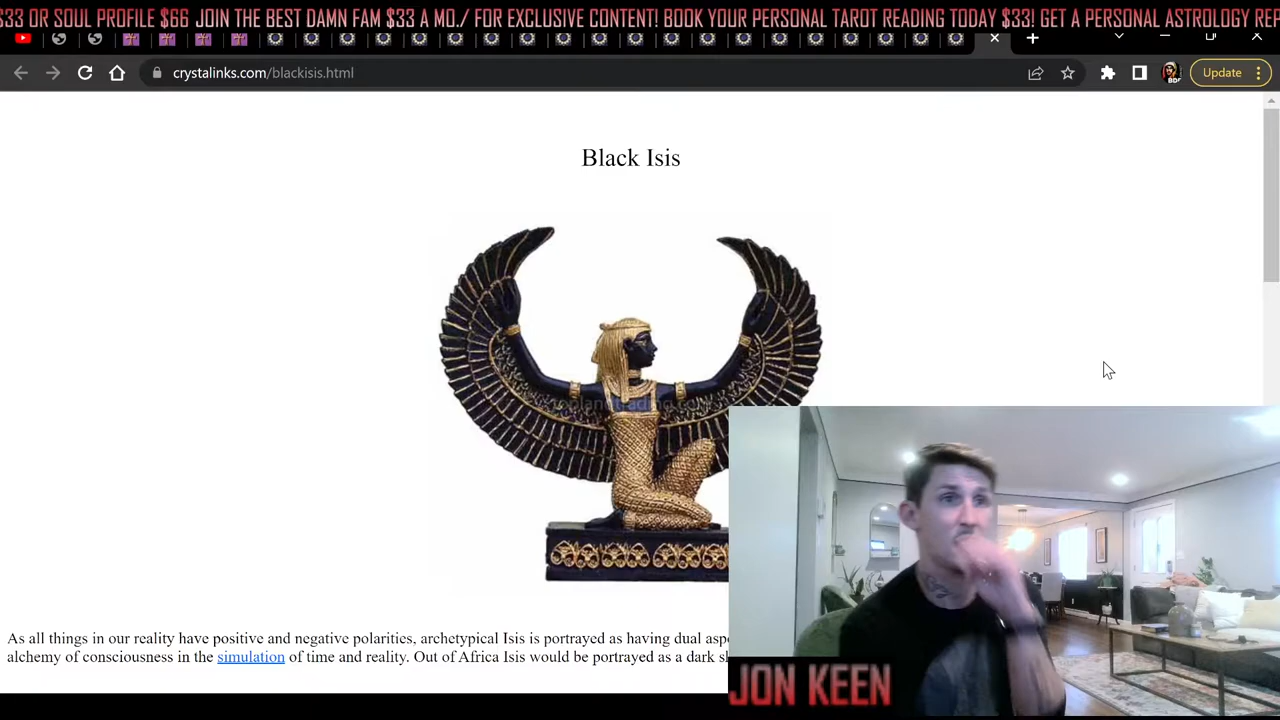 $33 OR SOUL PROFILE $66 JOIN THE BEST DAMN FAM $33 A MO./ FOR EXCLUSIVE CONTENT! BOOK YOUR PERSONAL TAROT READING TODAY $33! GET A PERSONAL ASTROLOGY RE
crystalinks.com/blackisis.html
Update
Black Isis
As all things in our reality have positive and negative polarities, archetypical Isis is portrayed as having dual
alchemy of consciousness in the simulation of time and reality. Out of Africa Isis would be portrayed as a dark
JON KEEN